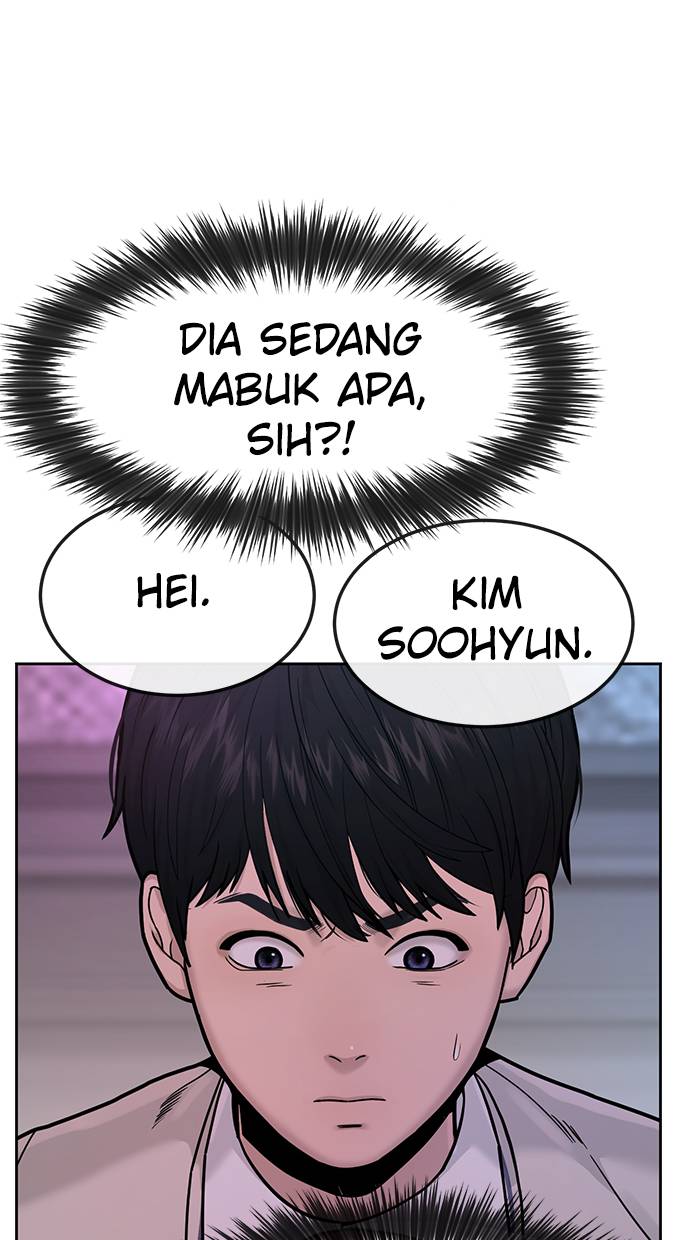 DIA SEDANG
MABUK APA,
SIH?!
HEI.
KIM
SOOHYUN.